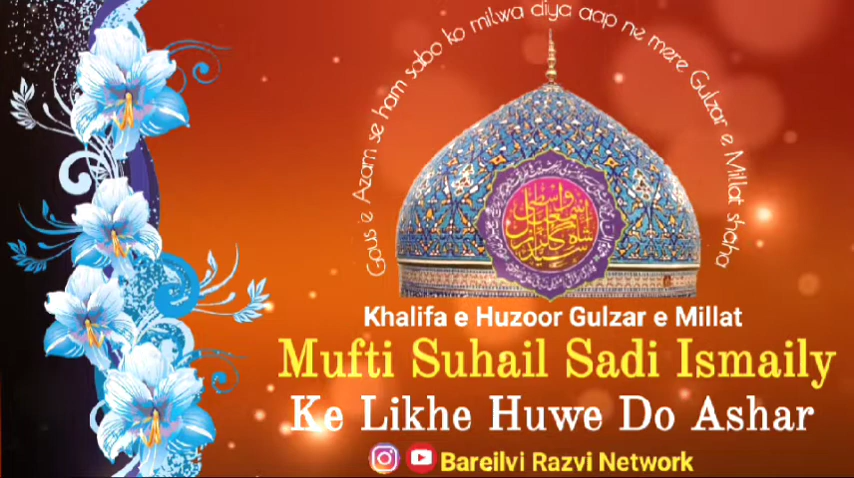 Gous e Azam se ham sabo ko milwa diya aap ne mere Gulzar e Millat shaha
Khalifa e Huzoor Gulzar e Millat
Mufti Suhail Sadi Ismaily
Ke Likhe Huwe Do Ashar
Bareilvi Razvi Network